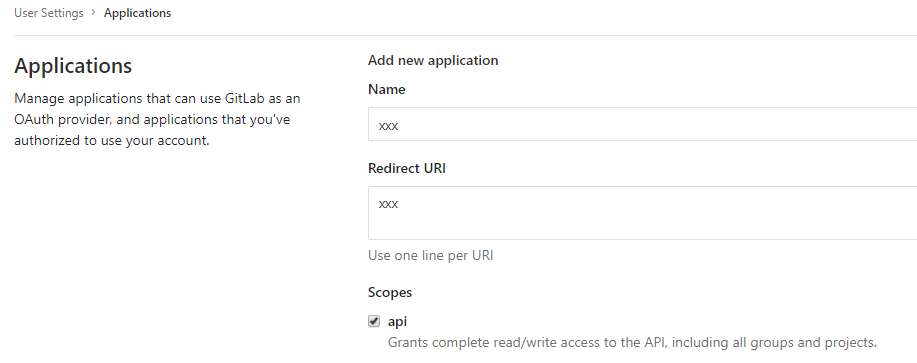 User Settings > Applications
Applications
Manage applications that can use GitLab as an
OAuth provider, and applications that you've
authorized to use your account.
Add new application
Name
xxx
Redirect URI
xxx
Use one line per URI
Scopes
api
Grants complete read/write access to the API, including all groups and projects.